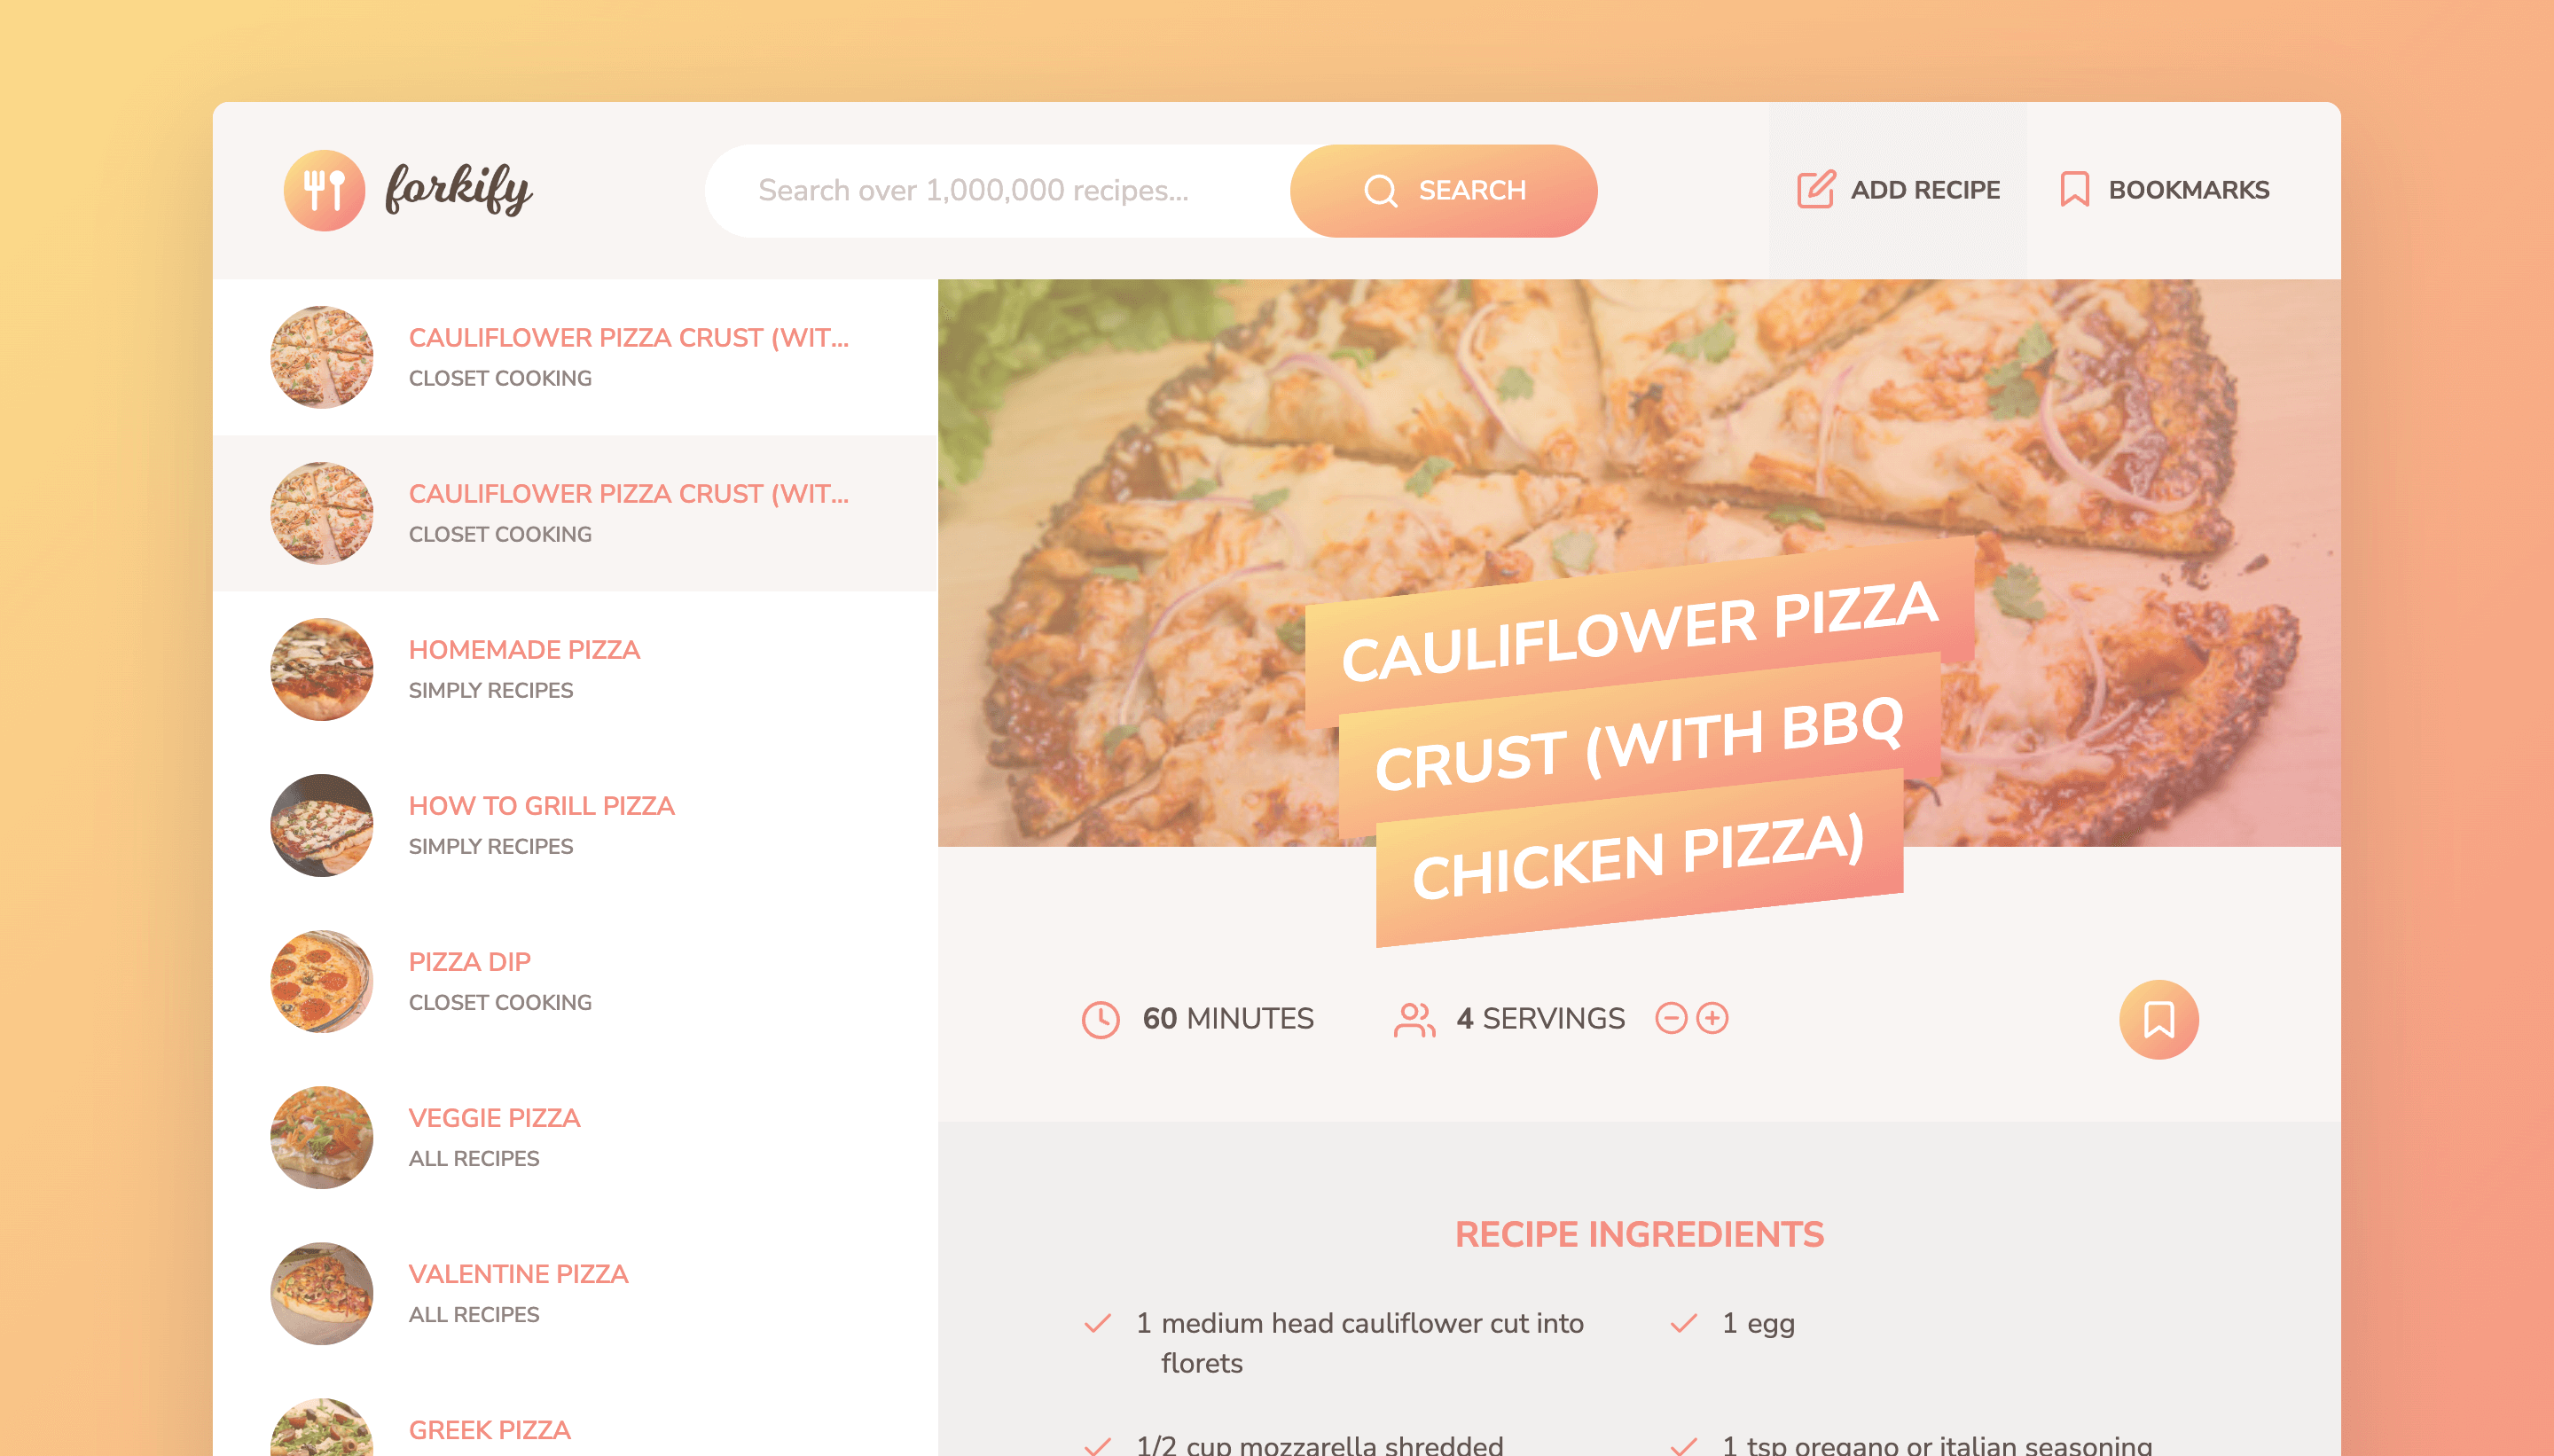 forkify
Search over 1,000,000 recipes...
SEARCH
ADD RECIPE
BOOKMARKS
CAULIFLOWER PIZZA CRUST (WIT...
CLOSET COOKING
CAULIFLOWER PIZZA CRUST (WIT...
CLOSET COOKING
HOMEMADE PIZZA
SIMPLY RECIPES
HOW TO GRILL PIZZA
SIMPLY RECIPES
PIZZA DIP
CLOSET COOKING
VEGGIE PIZZA
ALL RECIPES
VALENTINE PIZZA
ALL RECIPES
GREEK PIZZA
CAULIFLOWER PIZZA
CRUST (WITH BBQ
CHICKEN PIZZA)
60 MINUTES
4 SERVINGS
RECIPE INGREDIENTS
1 medium head cauliflower cut into
florets
1 egg
1/2 cup mozzarella shredded
1 tsp oregano or italian seasoning